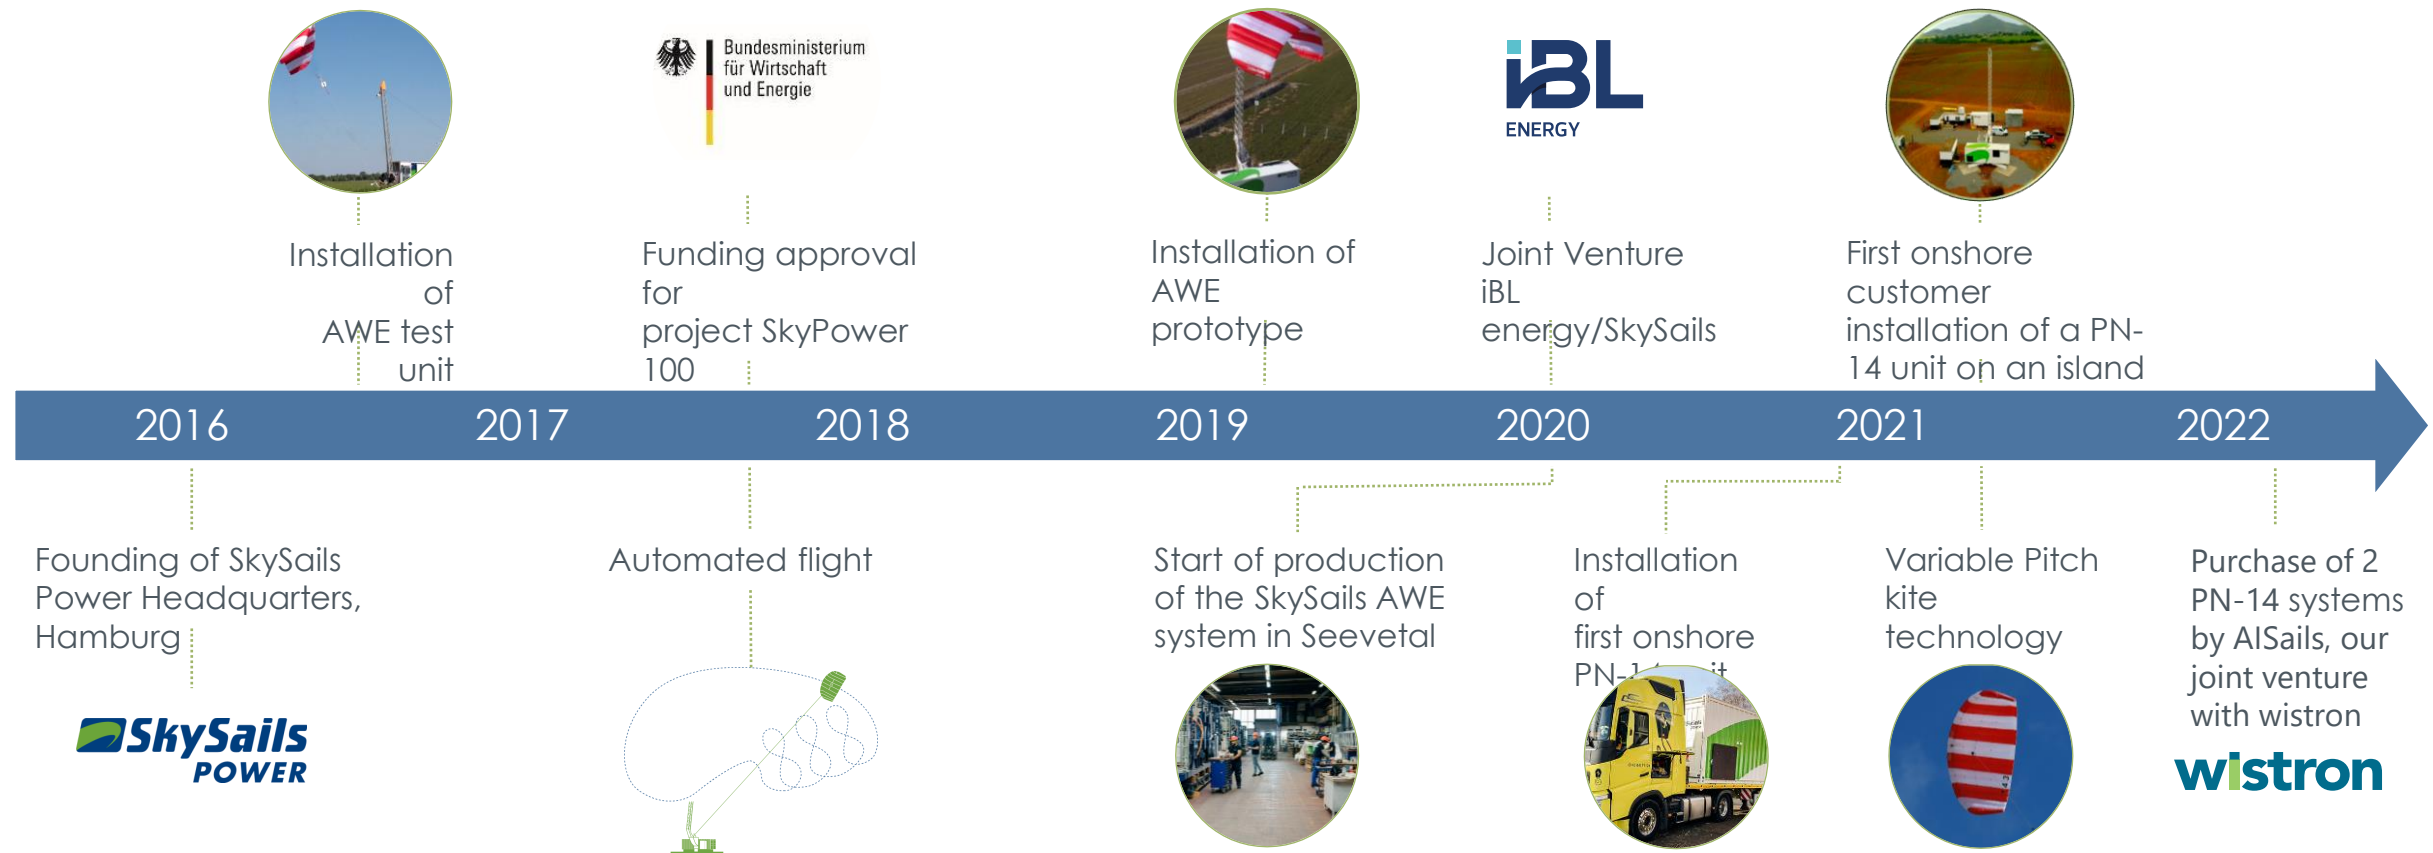 Bundesministerium
für Wirtschaft
und Energie
iBL
ENERGY
Installation
of
AWE test
unit
Funding approval
for
project SkyPower
100
Installation of
AWE
prototype
Joint Venture
iBL
energy/SkySails
First onshore
customer
installation of a PN-
14 unit on an island
2016
2017
2018
2019
2020
2021
2022
Founding of SkySails
Power Headquarters,
Hamburg
SkySails
POWER
Automated flight
Start of production
of the SkySails AWE
system in Seevetal
Installation
of
first onshore
Variable Pitch
kite
technology
Purchase of 2
PN-14 systems
by AlSails, our
joint venture
with wistron
wistron